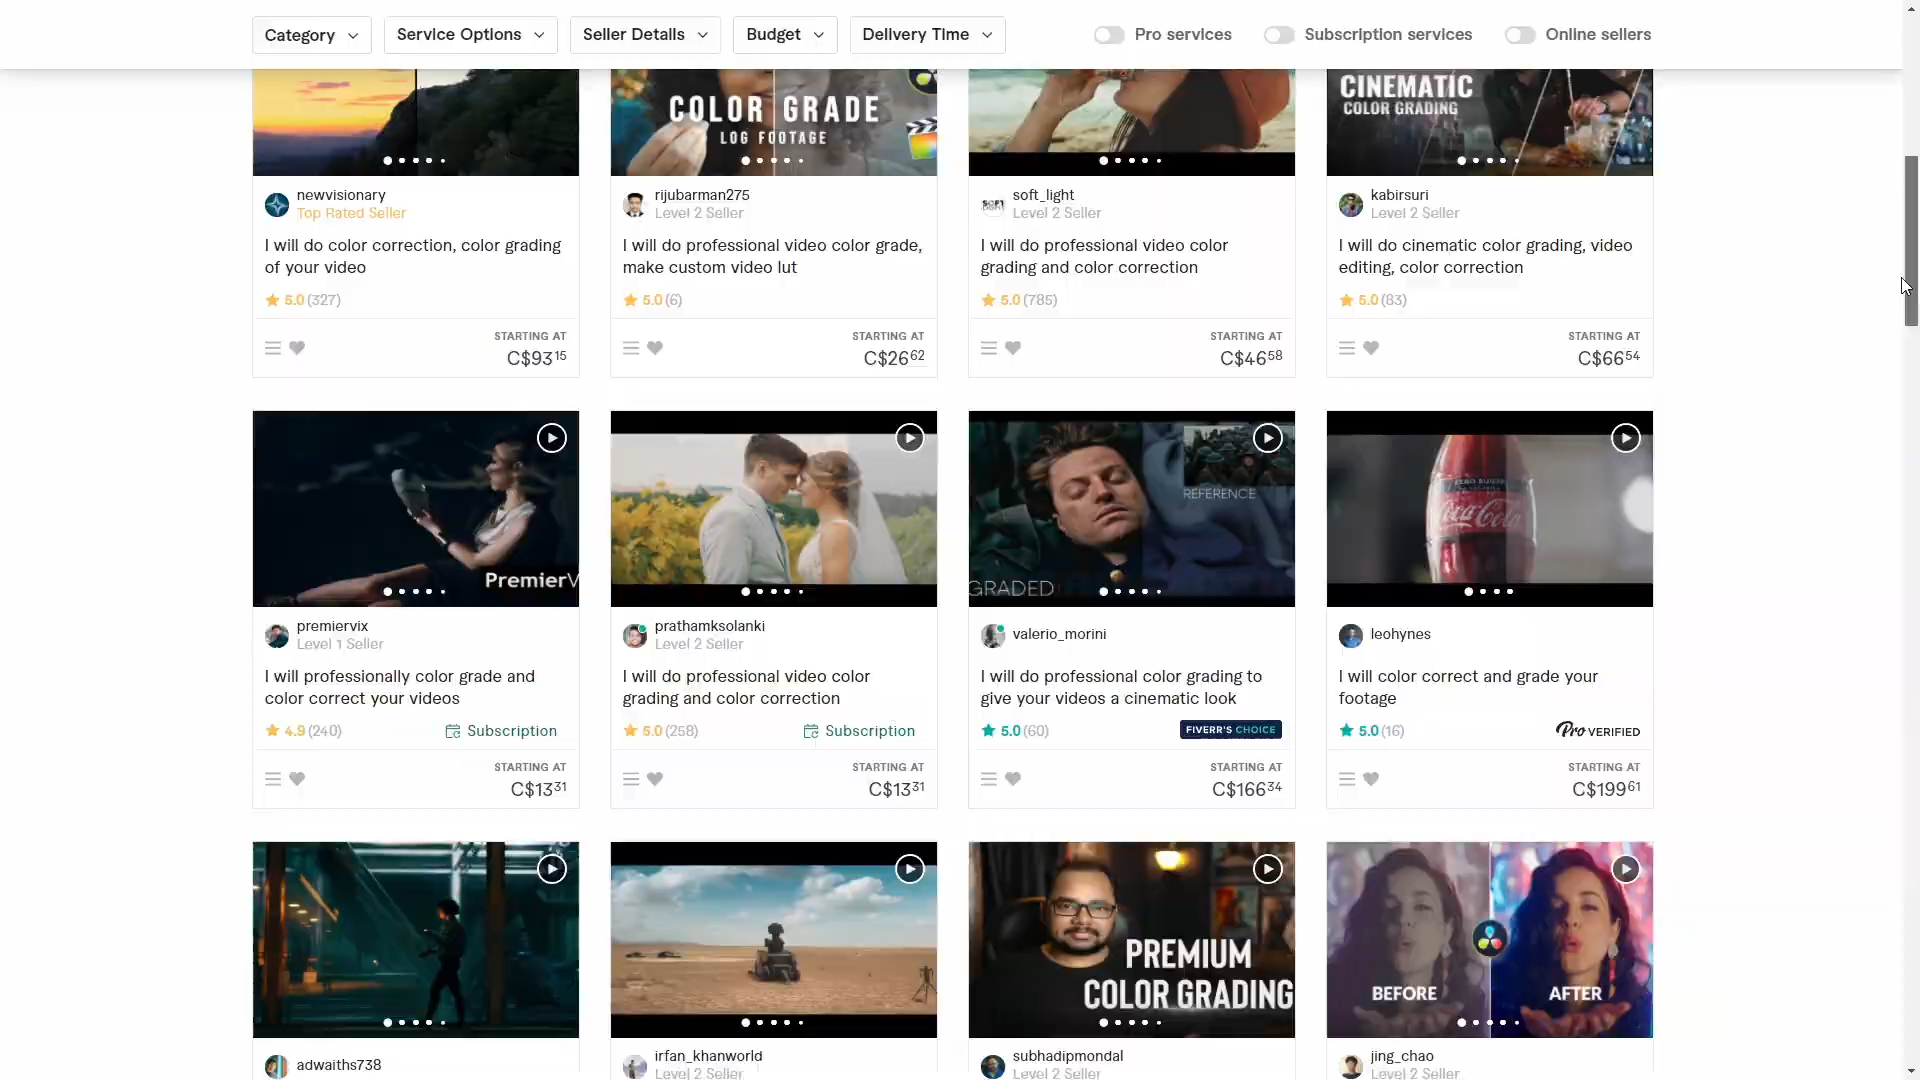 Category
Service Options
Seller Details
Budget
Delivery Time
Pro services
Subscription services
Online sellers
COLOR GRADE
LOG FOOTAGE
CINEMATIC
COLOR GRADING
newvisionary
Top Rated Seller
I will do color correction, color grading
of your video
5.0 (327)
STARTING AT
C$93 15
rijubarman275
Level 2 Seller
I will do professional video color grade,
make custom video lut
5.0 (6)
STARTING AT
C$26 62
SOFT
soft_light
Level 2 Seller
I will do professional video color
grading and color correction
5.0 (785)
STARTING AT
C$46 58
kabirsuri
Level 2 Seller
I will do cinematic color grading, video
editing, color correction
5.0 (83)
STARTING AT
C$66 54
PremierV
premiervix
Level 1 Seller
I will professionally color grade and
color correct your videos
4.9 (240)
Subscription
STARTING AT
C$13 31
prathamksolanki
Level 2 Seller
I will do professional video color
grading and color correction
5.0 (258)
Subscription
STARTING AT
C$13 31
REFERENCE
GRADED
valerio_morini
I will do professional color grading to
give your videos a cinematic look
5.0 (60)
FIVERR'S CHOICE
STARTING AT
C$166 34
ZERO SUGAR
Coca-Cola
leohynes
I will color correct and grade your
footage
5.0 (16)
Pro VERIFIED
STARTING AT
C$199 61
adwaiths738
irfan_khanworld
Level 2 Seller
PREMIUM
COLOR GRADING
subhadipmondal
Level 2 Seller
BEFORE
AFTER
jing_chao
Level 2 Seller